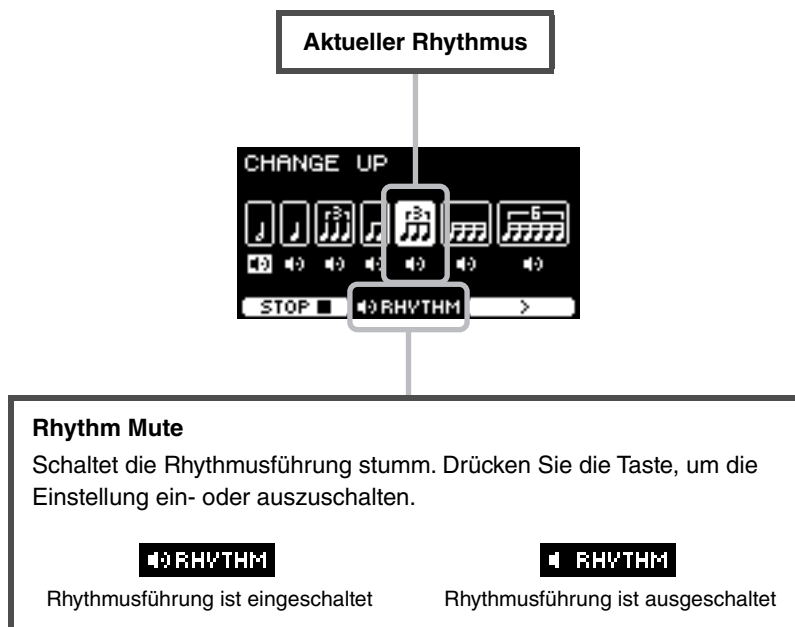 Aktueller Rhythmus
CHANGE UP
3 3 6
STOP RHYTHM >
Rhythm Mute
Schaltet die Rhythmusführung stumm. Drücken Sie die Taste, um die
Einstellung ein- oder auszuschalten.
RHYTHM RHYTHM
Rhythmusführung ist eingeschaltet Rhythmusführung ist ausgeschaltet